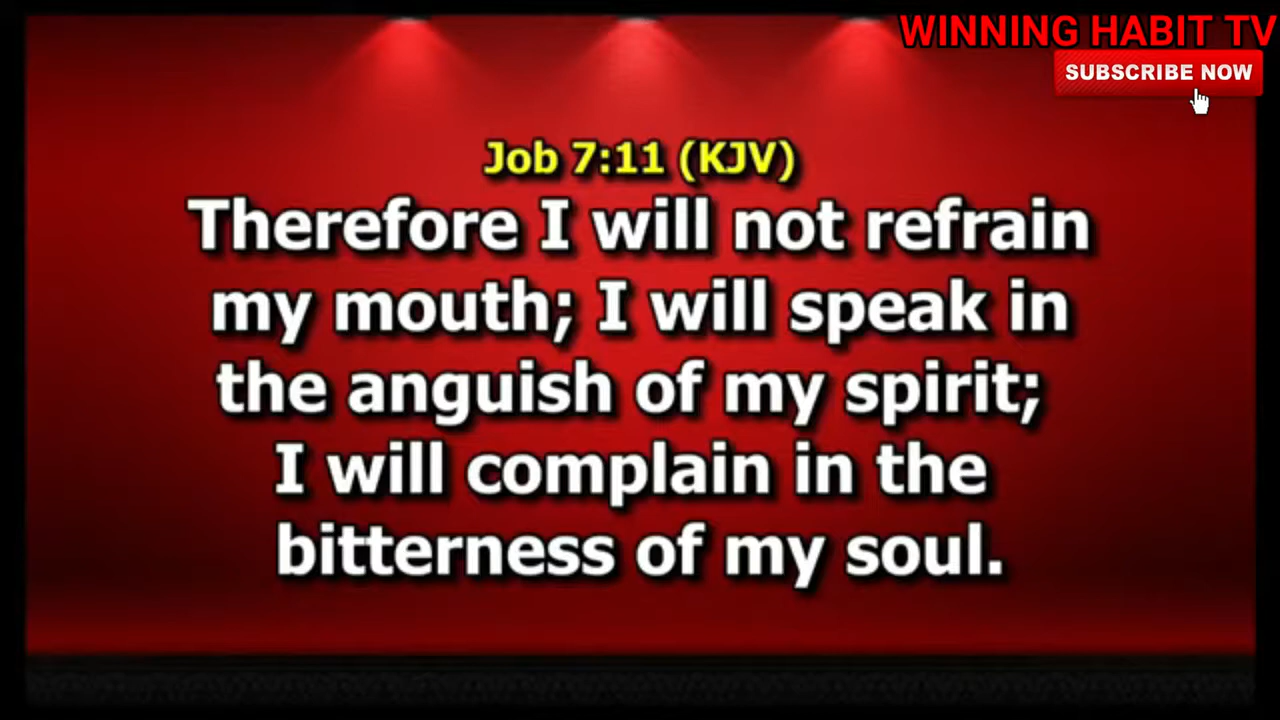 WINNING HABIT TV
SUBSCRIBE NOW
Job 7:11 (KJV)
Therefore I will not refrain
my mouth; I will speak in
the anguish of my spirit;
I will complain in the
bitterness of my soul.